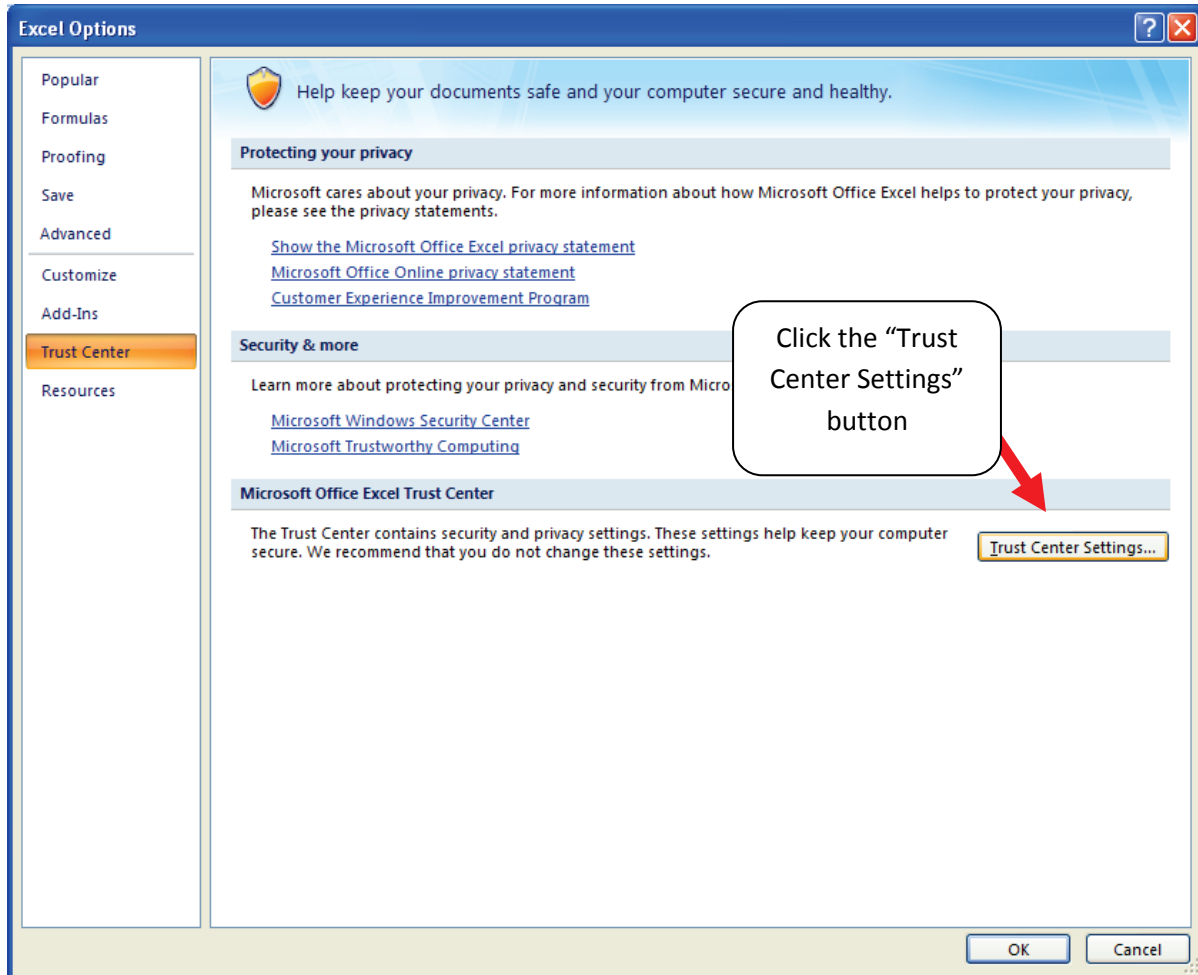 Excel Options
Popular
Formulas
Proofing
Save
Advanced
Customize
Add-Ins
Trust Center
Resources
Help keep your documents safe and your computer secure and healthy.
Protecting your privacy
Microsoft cares about your privacy. For more information about how Microsoft Office Excel helps to protect your privacy,
please see the privacy statements.
Show the Microsoft Office Excel privacy statement
Microsoft Office Online privacy statement
Customer Experience Improvement Program
Security & more
Learn more about protecting your privacy and security from Micro
Microsoft Windows Security Center
Microsoft Trustworthy Computing
Click the “Trust
Center Settings”
button
Microsoft Office Excel Trust Center
The Trust Center contains security and privacy settings. These settings help keep your computer
secure. We recommend that you do not change these settings.
Trust Center Settings...
OK
Cancel